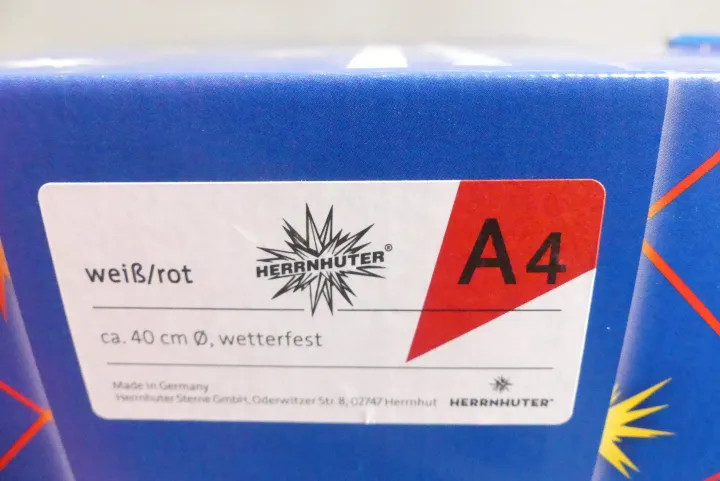 HERRNHUTER®
A4
weiß/rot
ca. 40 cm Ø, wetterfest
Made in Germany
Herrnhuter Sterne GmbH, Oderwitzer Str. 8, 02747 Herrnhut
HERRNHUTER®